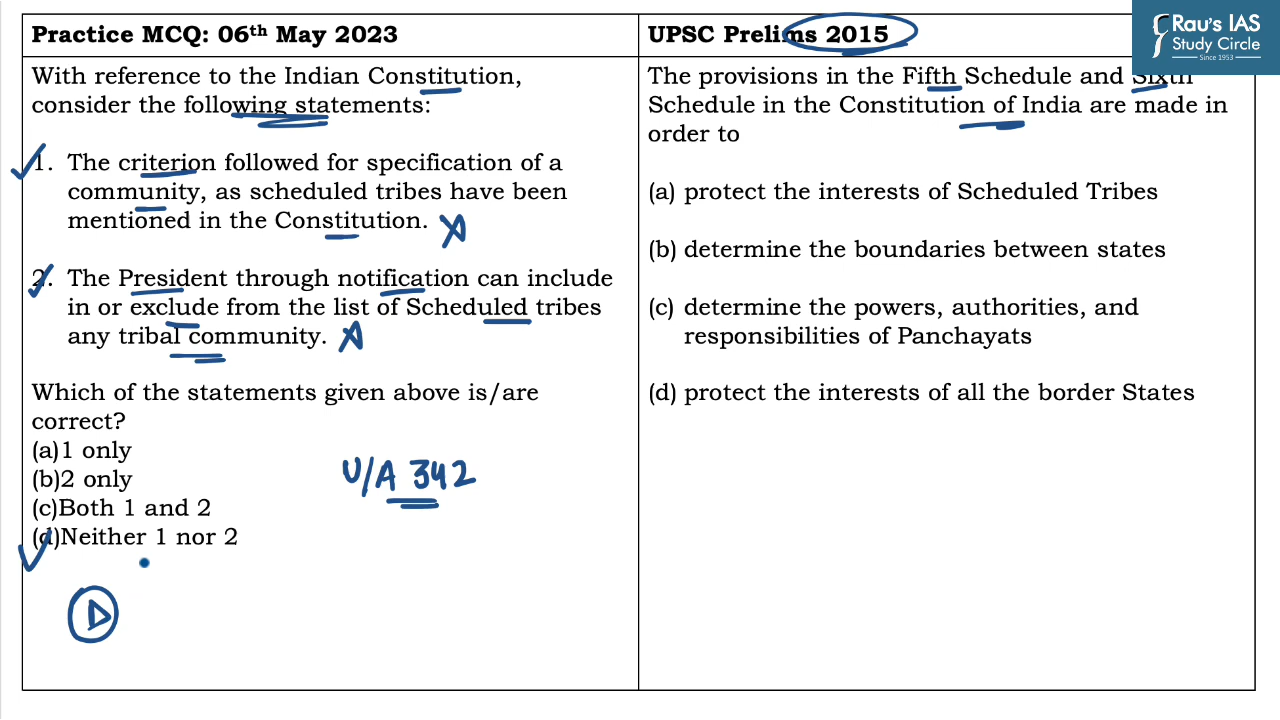 Practice MCQ: 06th May 2023
With reference to the Indian Constitution,
consider the following statements:
1. The criterion followed for specification of a
community, as scheduled tribes have been
mentioned in the Constitution.
2. The President through notification can include
in or exclude from the list of Scheduled tribes
any tribal community.
Which of the statements given above is/are
correct?
(a)1 only
(b)2 only
(c)Both 1 and 2
(d)Neither 1 nor 2
U/A 342
UPSC Prelims 2015
The provisions in the Fifth Schedule and Sixth
Schedule in the Constitution of India are made in
order to
(a) protect the interests of Scheduled Tribes
(b) determine the boundaries between states
(c) determine the powers, authorities, and
responsibilities of Panchayats
(d) protect the interests of all the border States
Rau's IAS
Study Circle
Since 1953